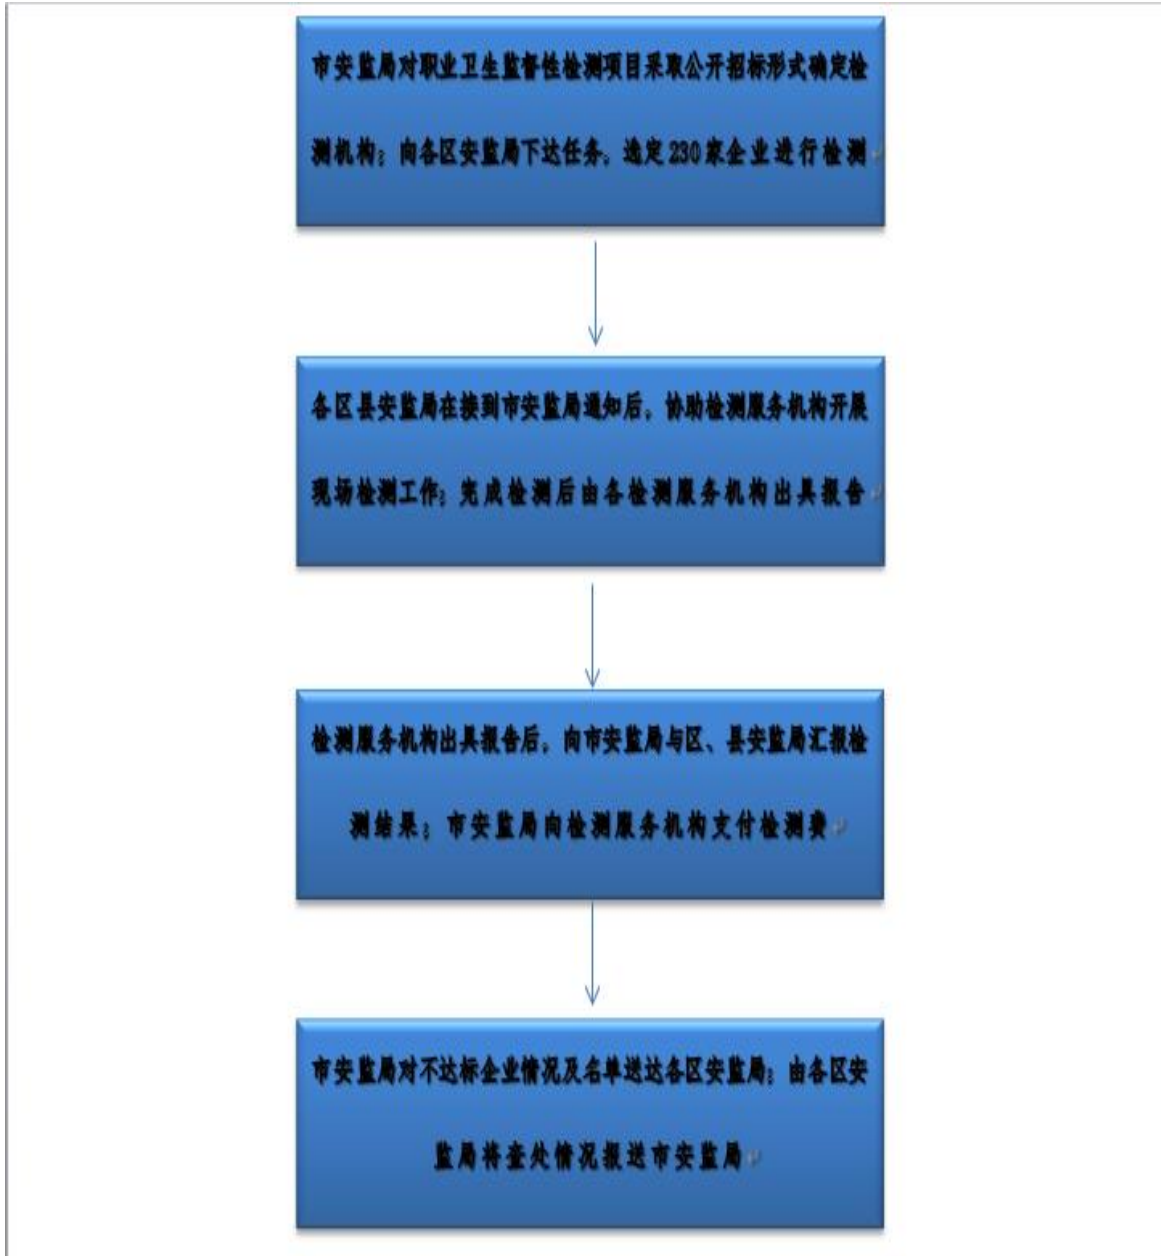 市安监局对职业卫生监督性检测项目采取公开招标形式确定检
测机构；向各区安监局下达任务，选定230家企业进行检测
各区县安监局在接到市安监局通知后，协助检测服务机构开展
现场检测工作；完成检测后由各检测服务机构出具报告
检测服务机构出具报告后，向市安监局与区、县安监局汇报检
测结果；市安监局向检测服务机构支付检测费
市安监局对不达标企业情况及名单送达各区安监局；由各区安
监局将查处情况报送市安监局